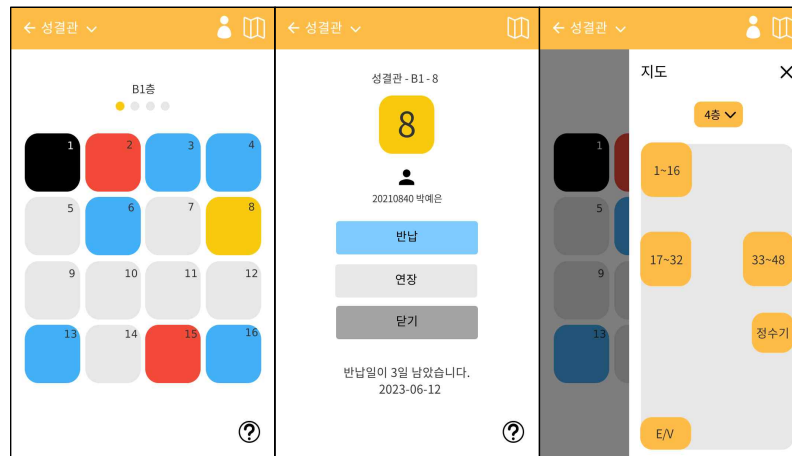 성결관
B1층
1 2 3 4
5 6 7 8
9 10 11 12
13 14 15 16
성결관
성결관 - B1 - 8
8
20210840 박예은
반납
연장
닫기
반납일이 3일 남았습니다.
2023-06-12
성결관
1
5
9
13
지도
4층
1~16
17~32 33~48
정수기
E/V